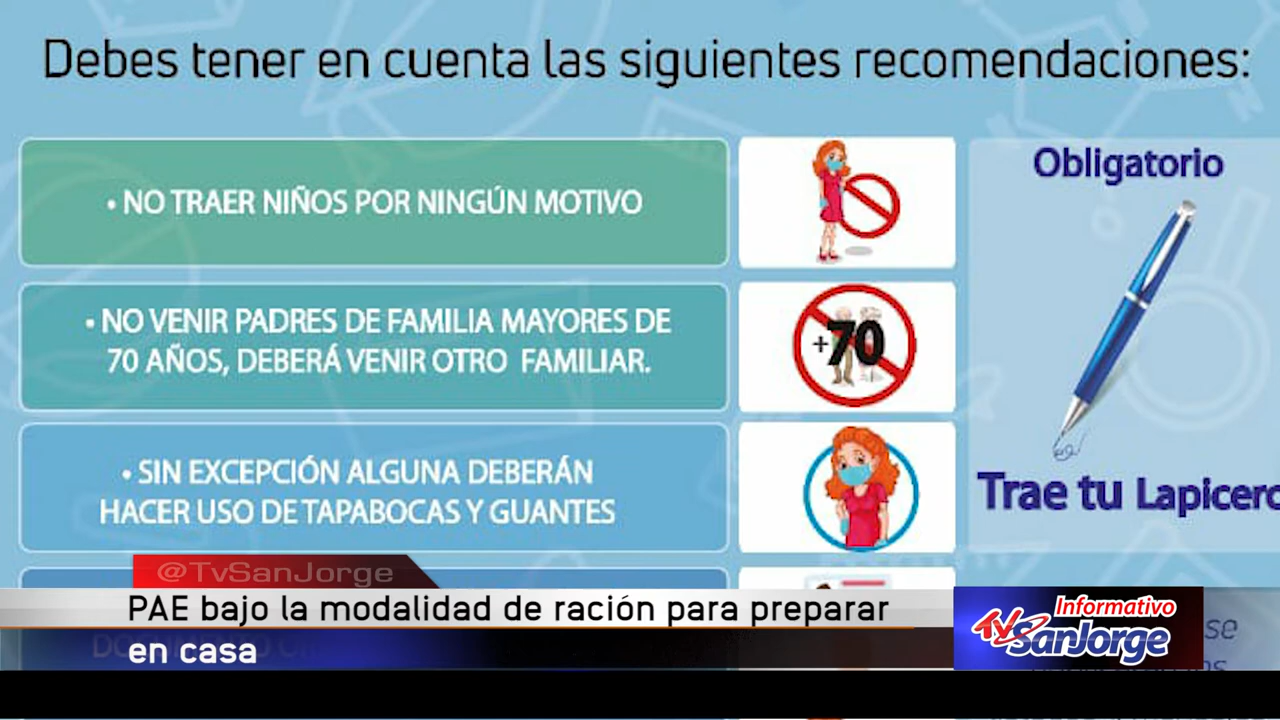 Debes tener en cuenta las siguientes recomendaciones:
• NO TRAER NIÑOS POR NINGÚN MOTIVO
• NO VENIR PADRES DE FAMILIA MAYORES DE
70 AÑOS, DEBERÁ VENIR OTRO FAMILIAR.
+70
• SIN EXCEPCIÓN ALGUNA DEBERÁN
HACER USO DE TAPABOCAS Y GUANTES
Obligatorio
Trae tu Lapicero
@TvSanJorge
PAE bajo la modalidad de ración para preparar
en casa
Informativo
TV SanJorge
se